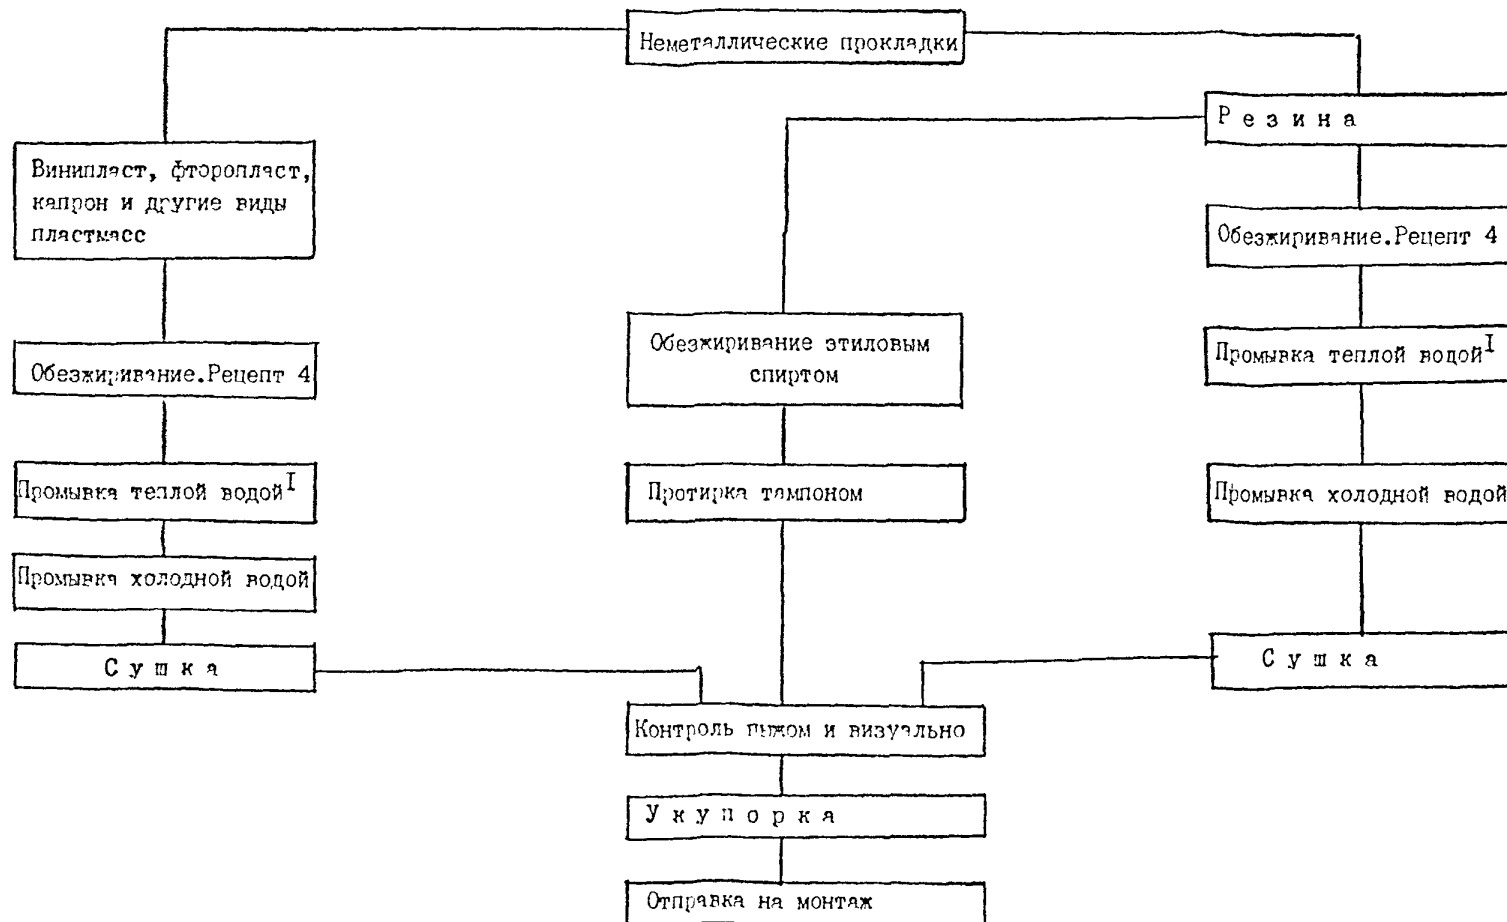 Неметаллические прокладки
Резина
Винипласт, фторопласт,
капрон и другие виды
пластмасс
Обезжиривание.Рецепт 4
Обезжиривание этиловым
спиртом
Обезжиривание.Рецепт 4
Промывка теплой водойI
Промывка теплой водойI
Протирка тампоном
Промывка холодной водой
Промывка холодной водой
Сушка
Сушка
Контроль пыжом и визуально
Укупорка
Отправка на монтаж